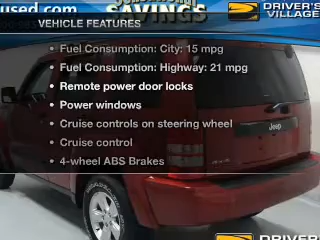 used.com
SAVINGS
DRIVER'S
VILLAGE
VEHICLE FEATURES
• Fuel Consumption: City: 15 mpg
• Fuel Consumption: Highway: 21 mpg
• Remote power door locks
• Power windows
• Cruise controls on steering wheel
• Cruise control
• 4-wheel ABS Brakes
Jeep
4x4
DRIVER'S